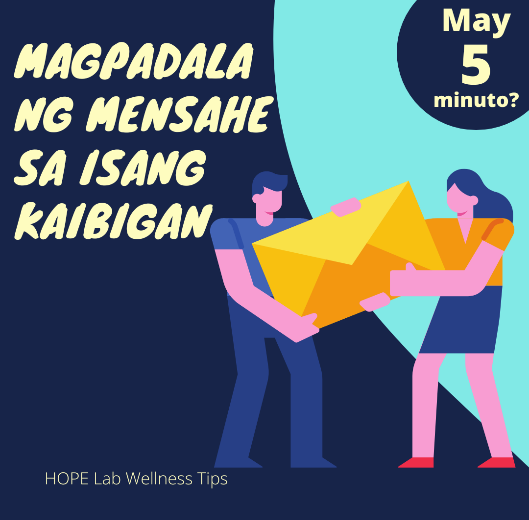 MAGPADALA
NG MENSAHE
SA ISANG
KAIBIGAN
May
5
minuto?
HOPE Lab Wellness Tips